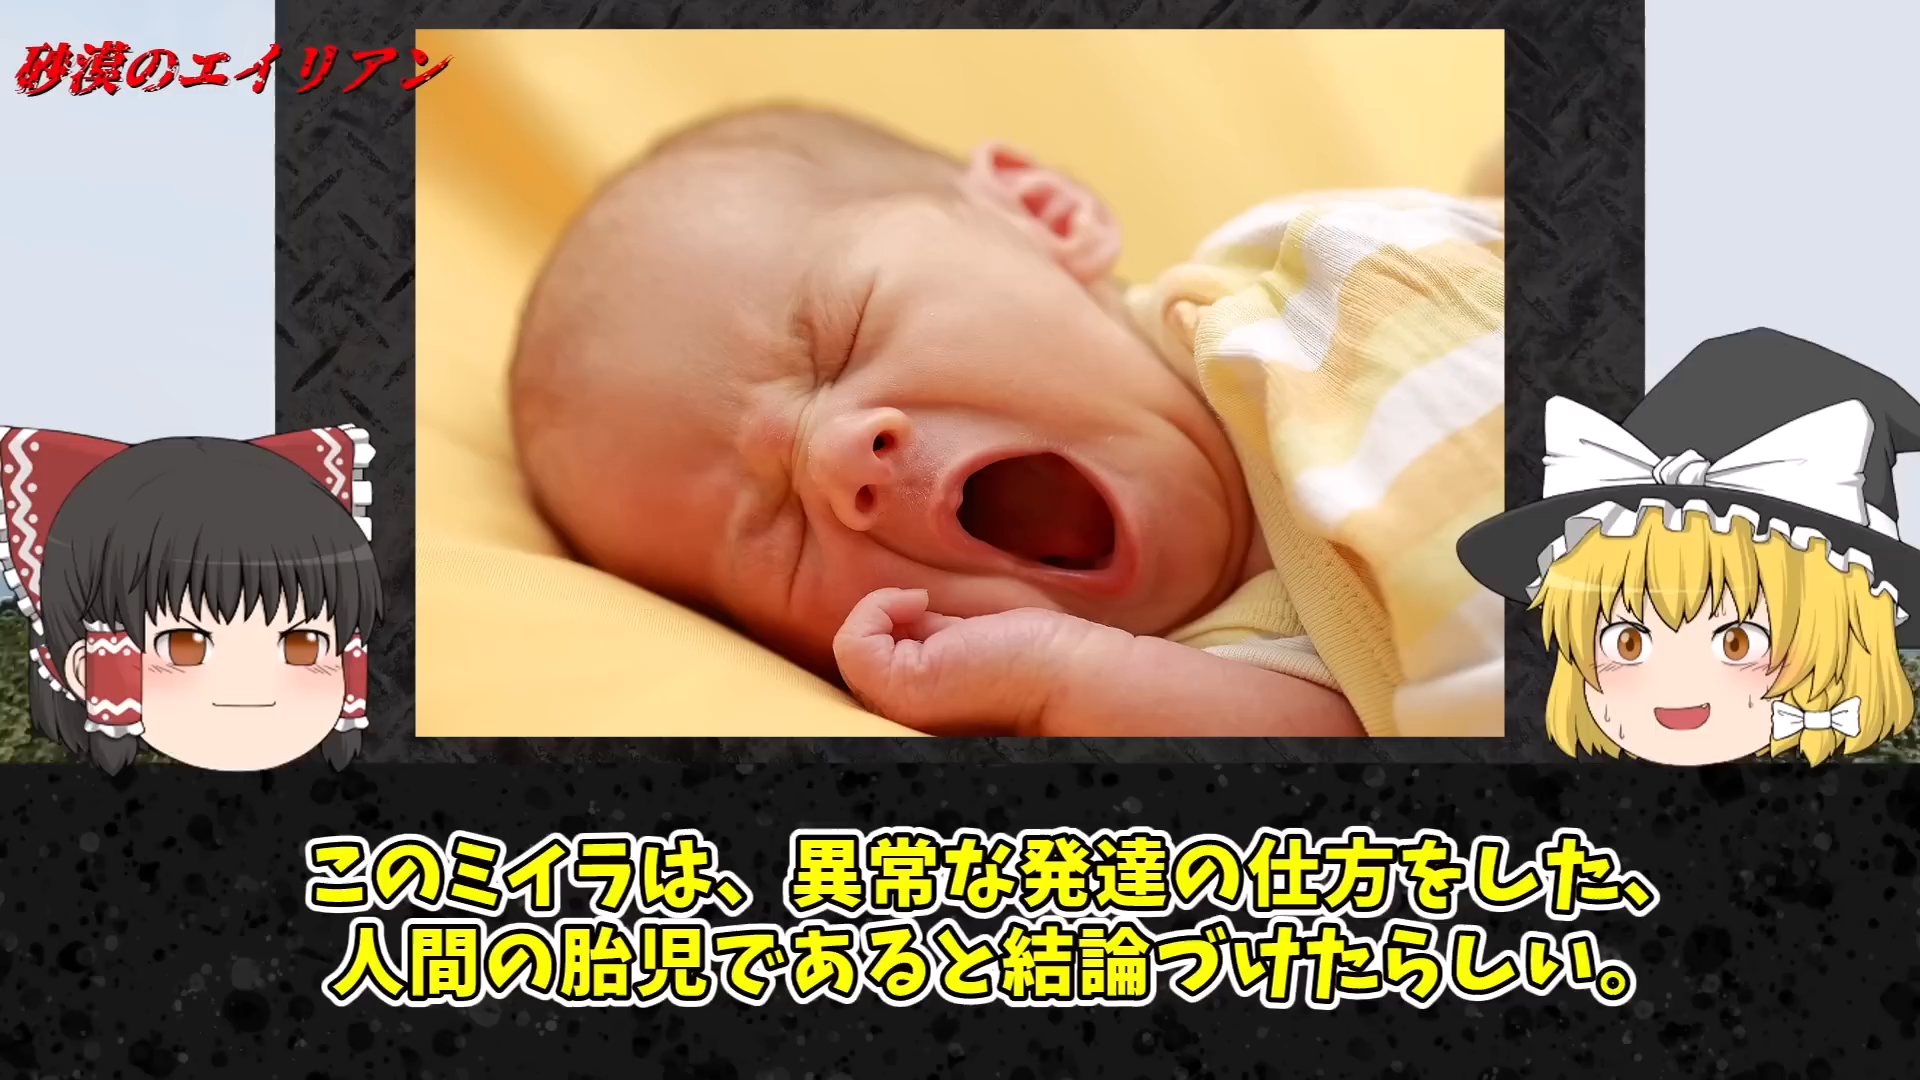 砂漠のエイリアン
このミイラは、異常な発達の仕方をした、
人間の胎児であると結論づけたらしい。